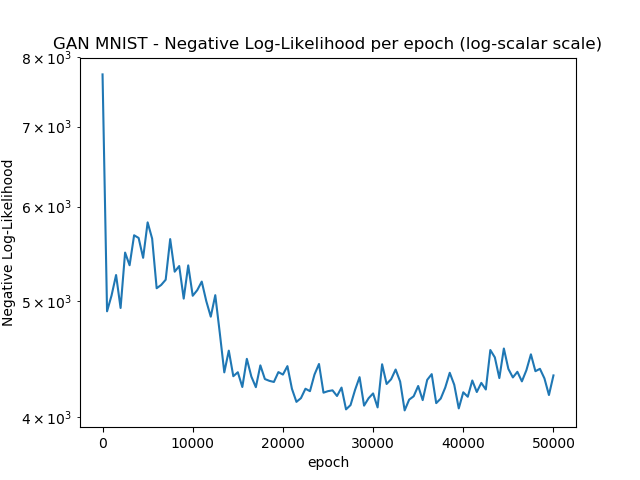 GAN MNIST - Negative Log-Likelihood per epoch (log-scalar scale)
8 × 10³
7 × 10³
6 × 10³
5 × 10³
4 × 10³
Negative Log-Likelihood
0 10000 20000 30000 40000 50000
epoch